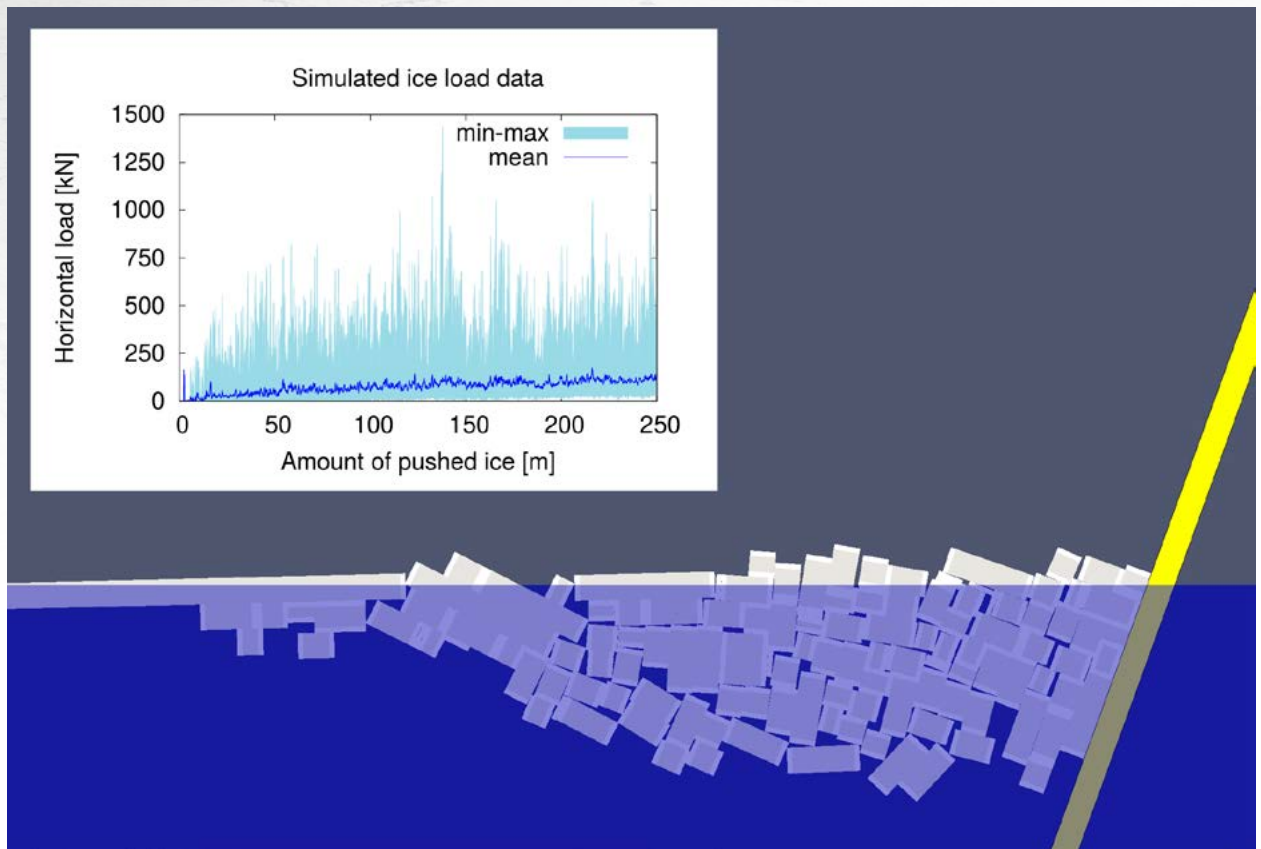 Simulated ice load data
1500
1250
1000
750
500
250
0
Horizontal load [kN]
min-max
mean
0 50 100 150 200 250
Amount of pushed ice [m]